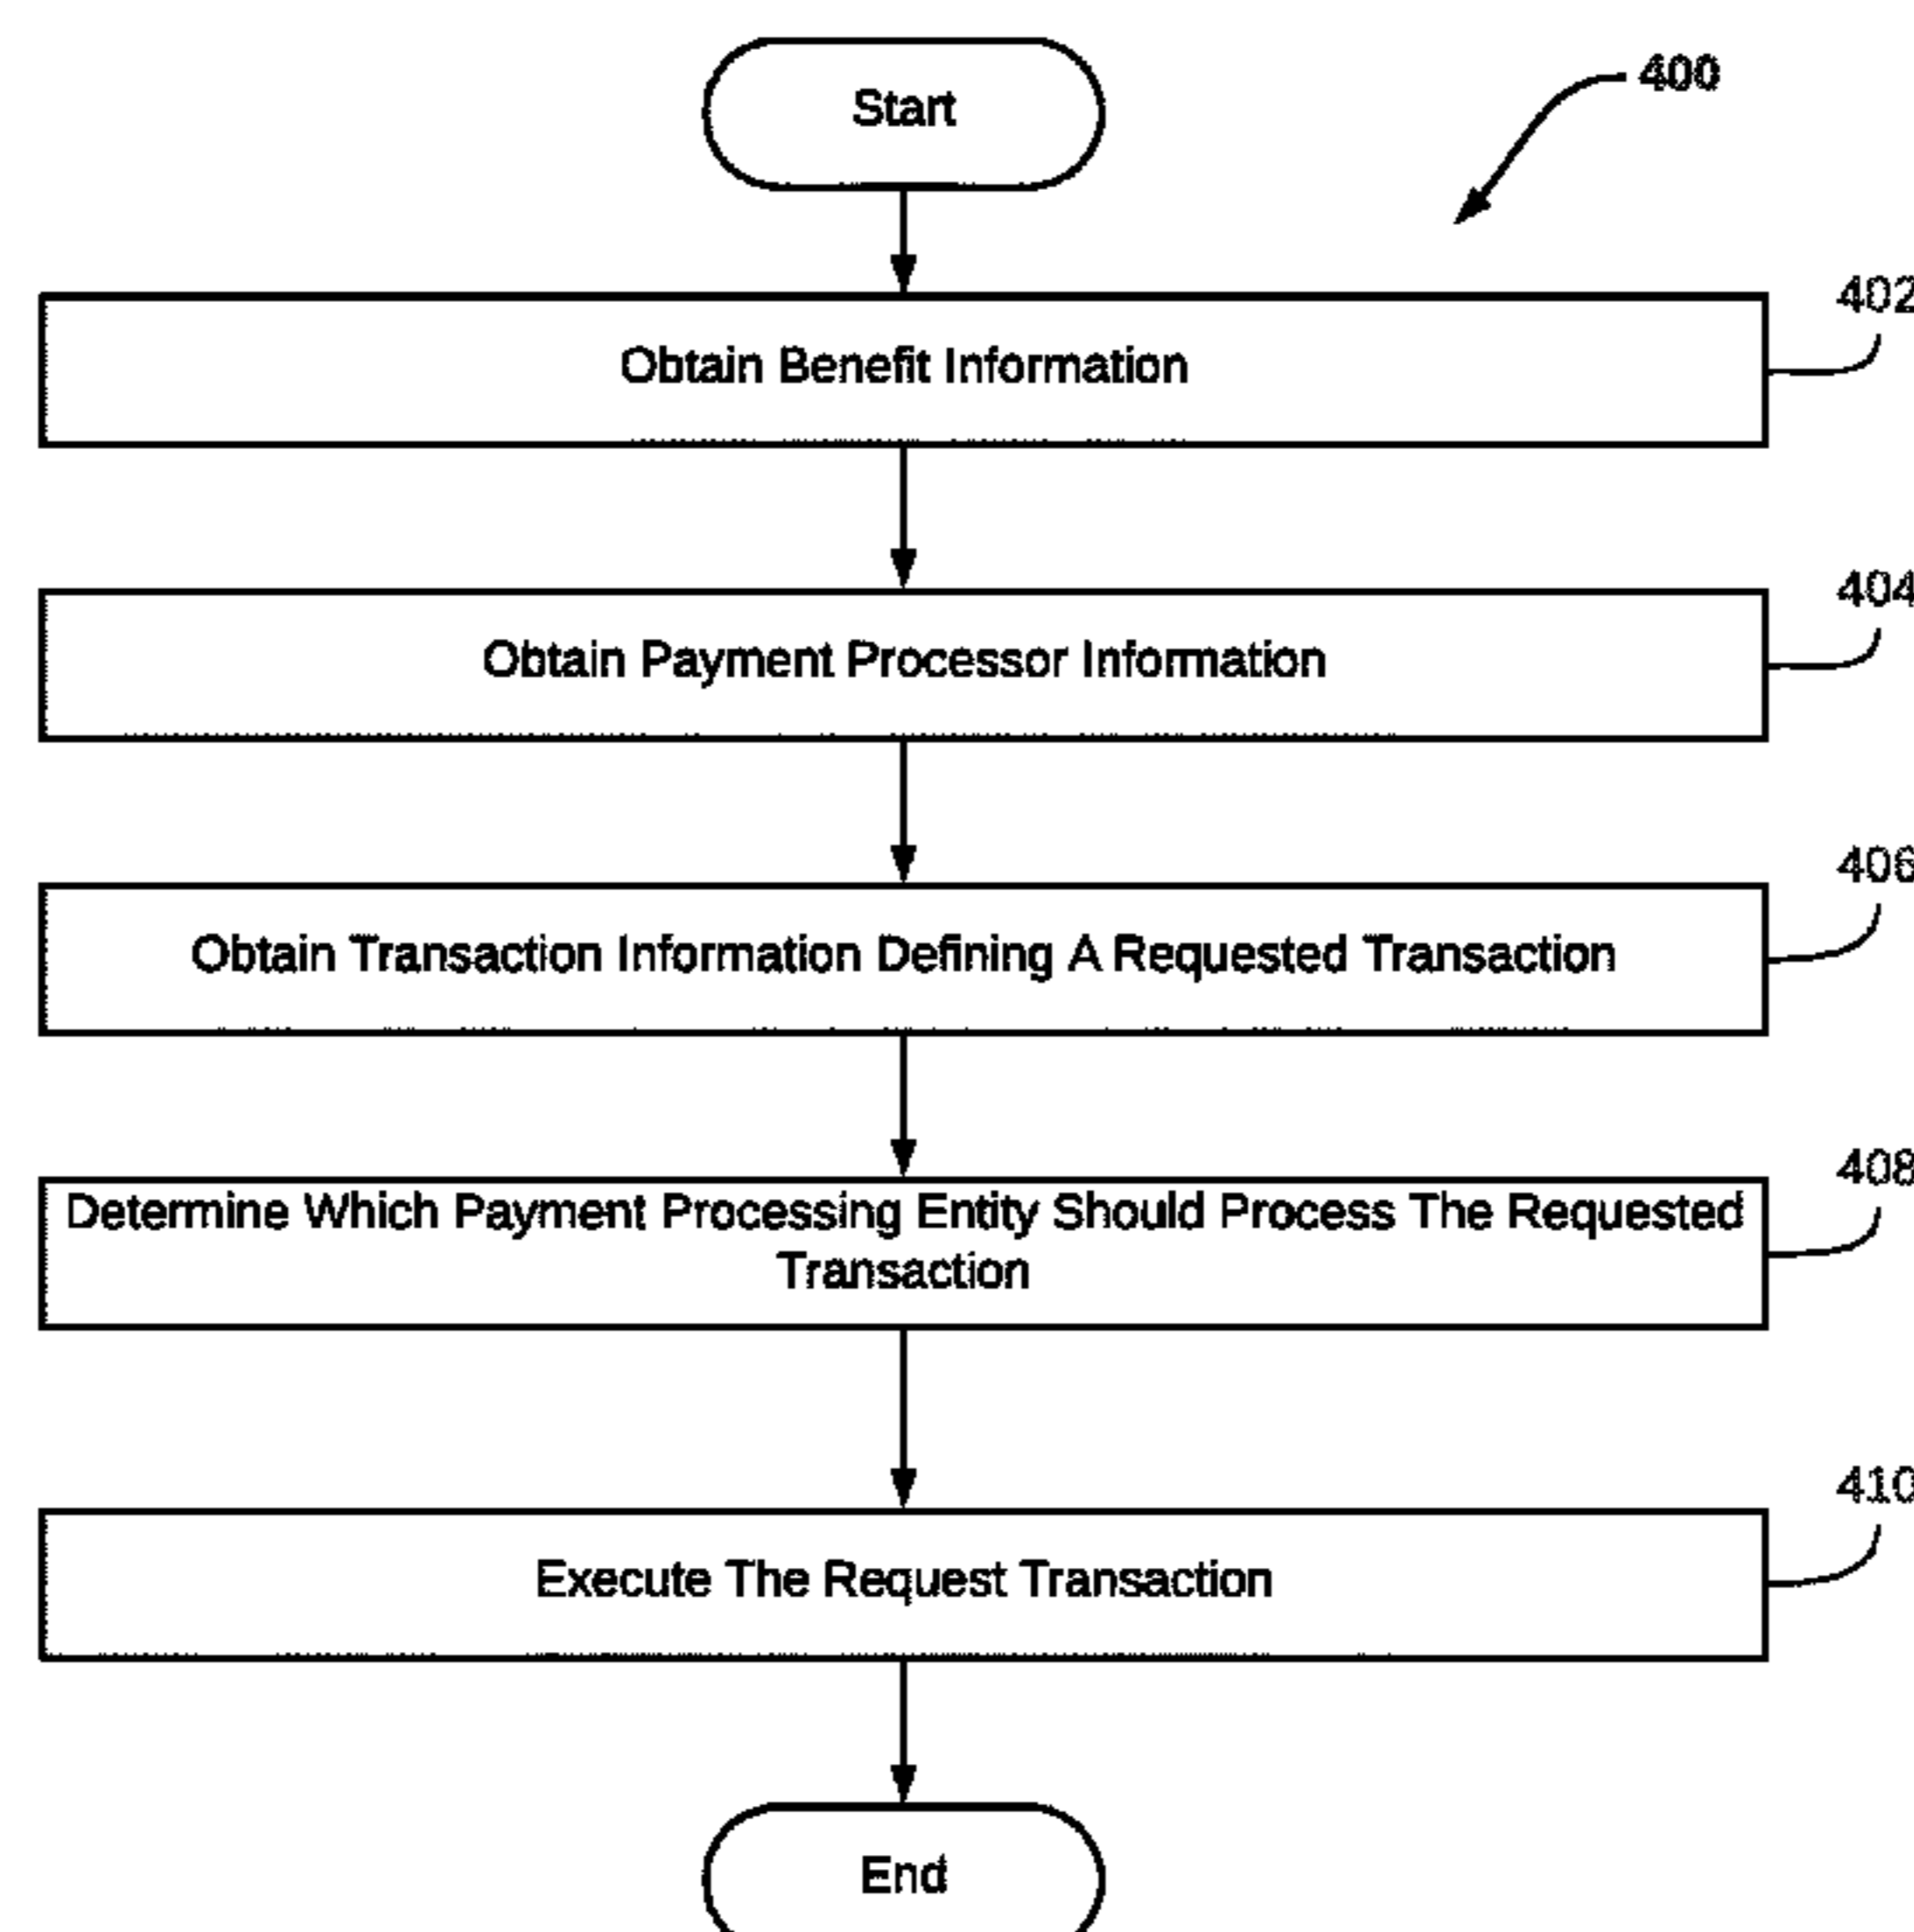 Start
400
402
Obtain Benefit Information
404
Obtain Payment Processor Information
406
Obtain Transaction Information Defining A Requested Transaction
408
Determine Which Payment Processing Entity Should Process The Requested
Transaction
410
Execute The Request Transaction
End